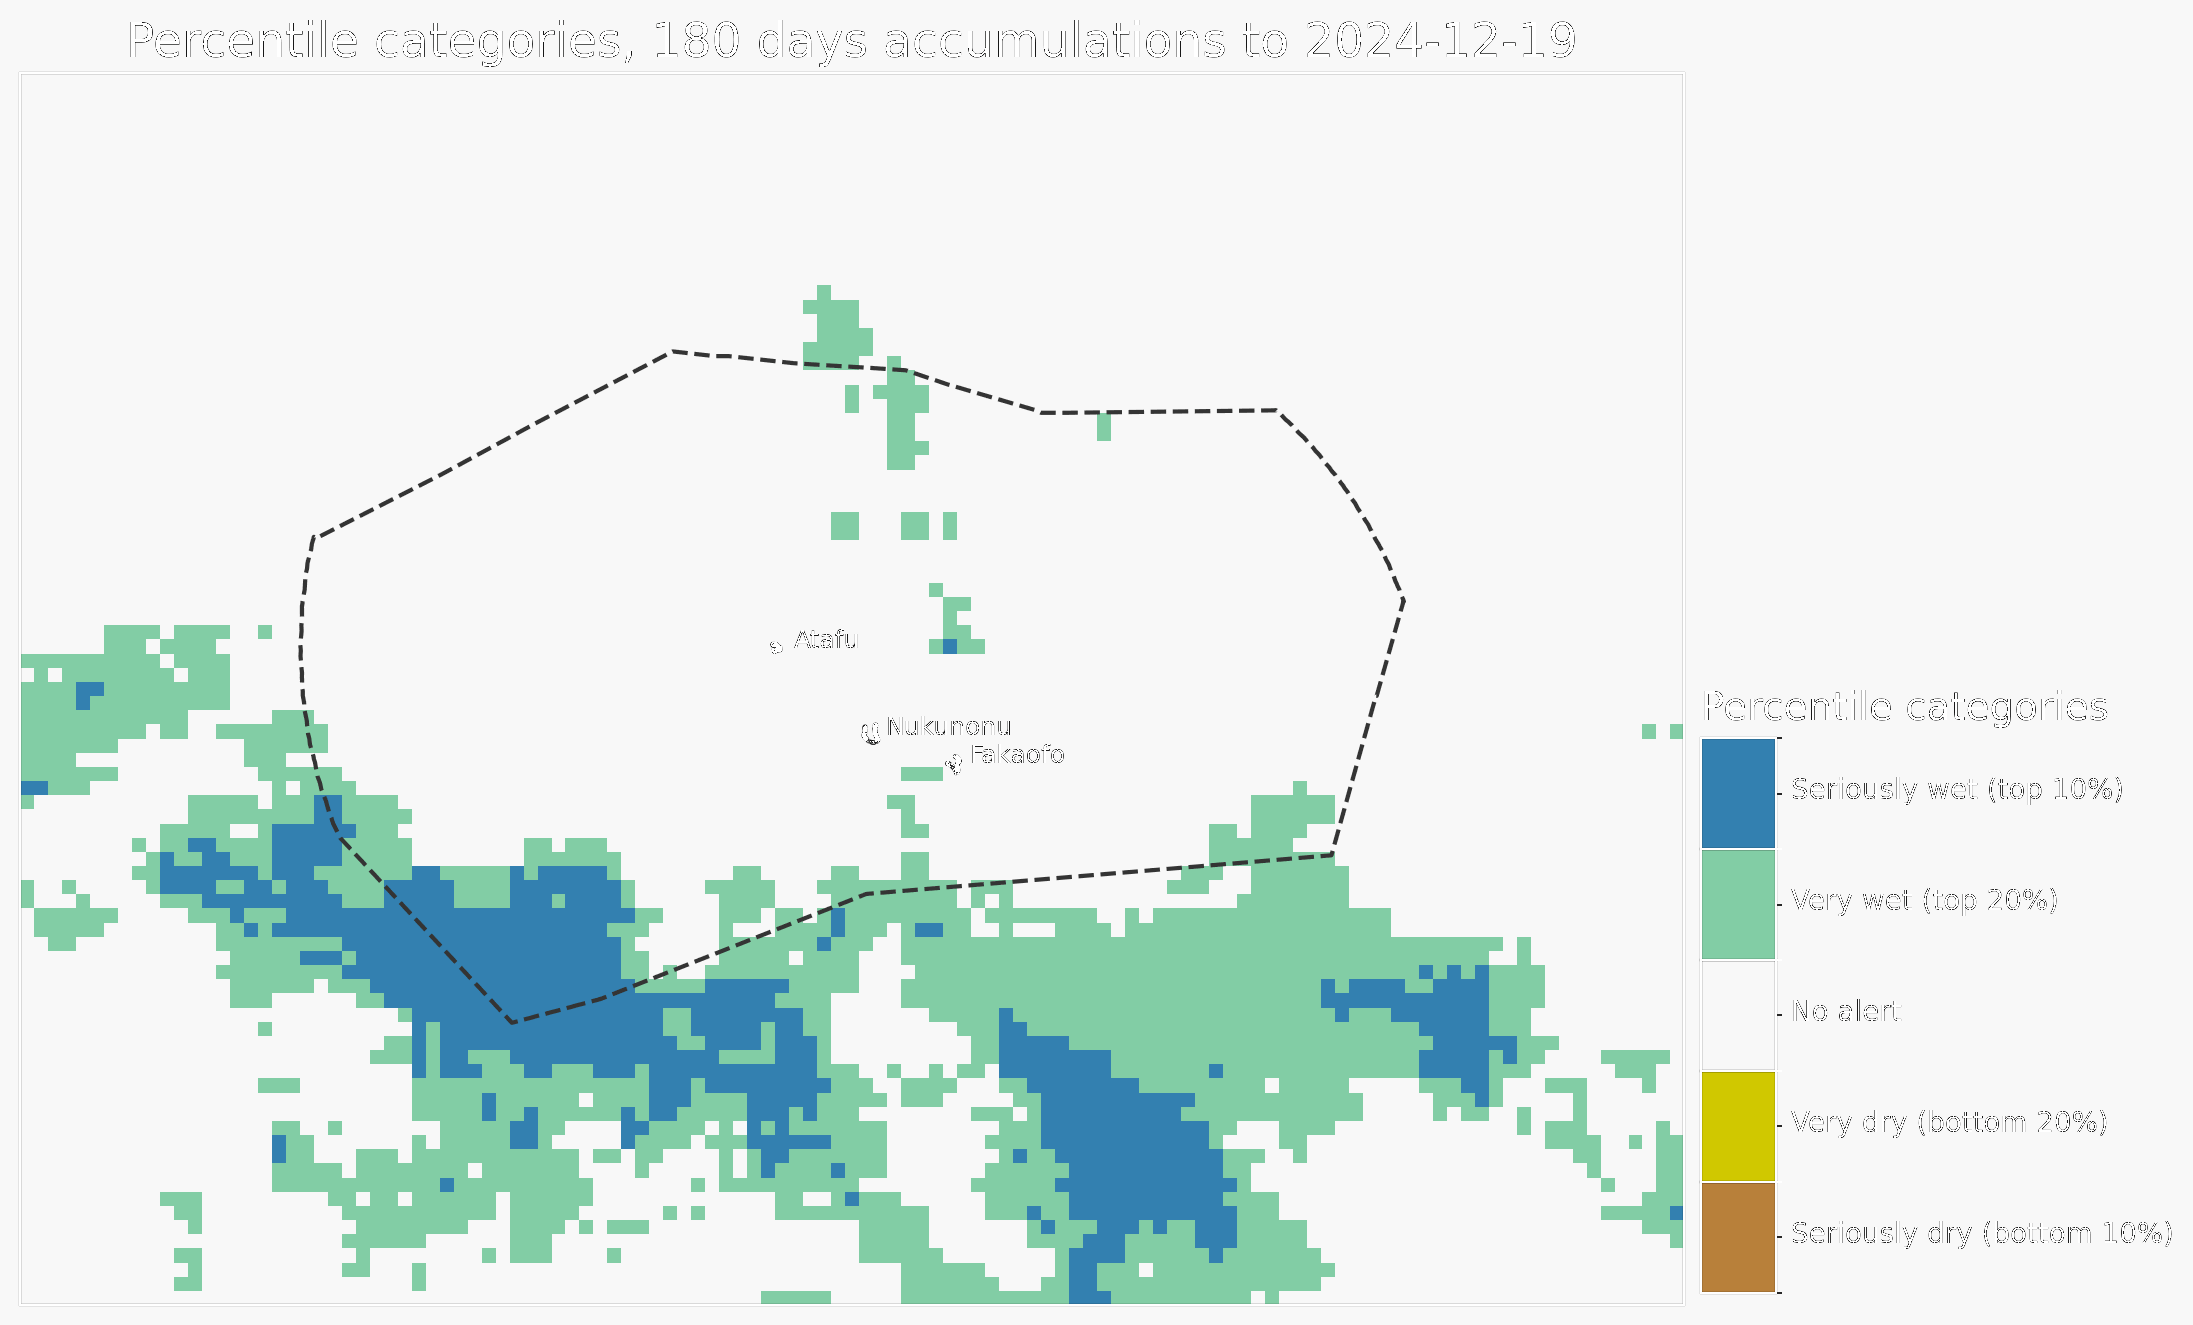 Percentile categories, 180 days accumulations to 2024-12-19
Atafu
Nukunonu
Fakaofo
Percentile categories
Seriously wet (top 10%)
Very wet (top 20%)
No alert
Very dry (bottom 20%)
Seriously dry (bottom 10%)